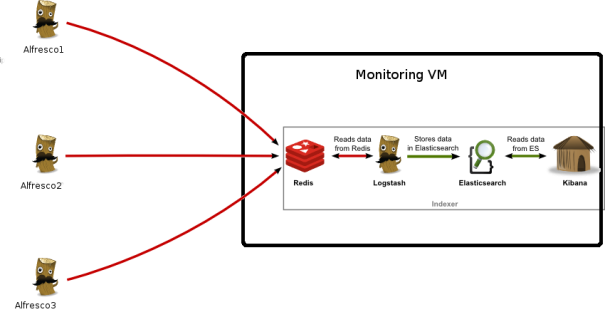 Alfresco1
Monitoring VM
Reads data
from Redis
Stores data
in Elasticsearch
Reads data
from ES
Redis
Logstash
Elasticsearch
Kibana
Indexer
Alfresco2
Alfresco3